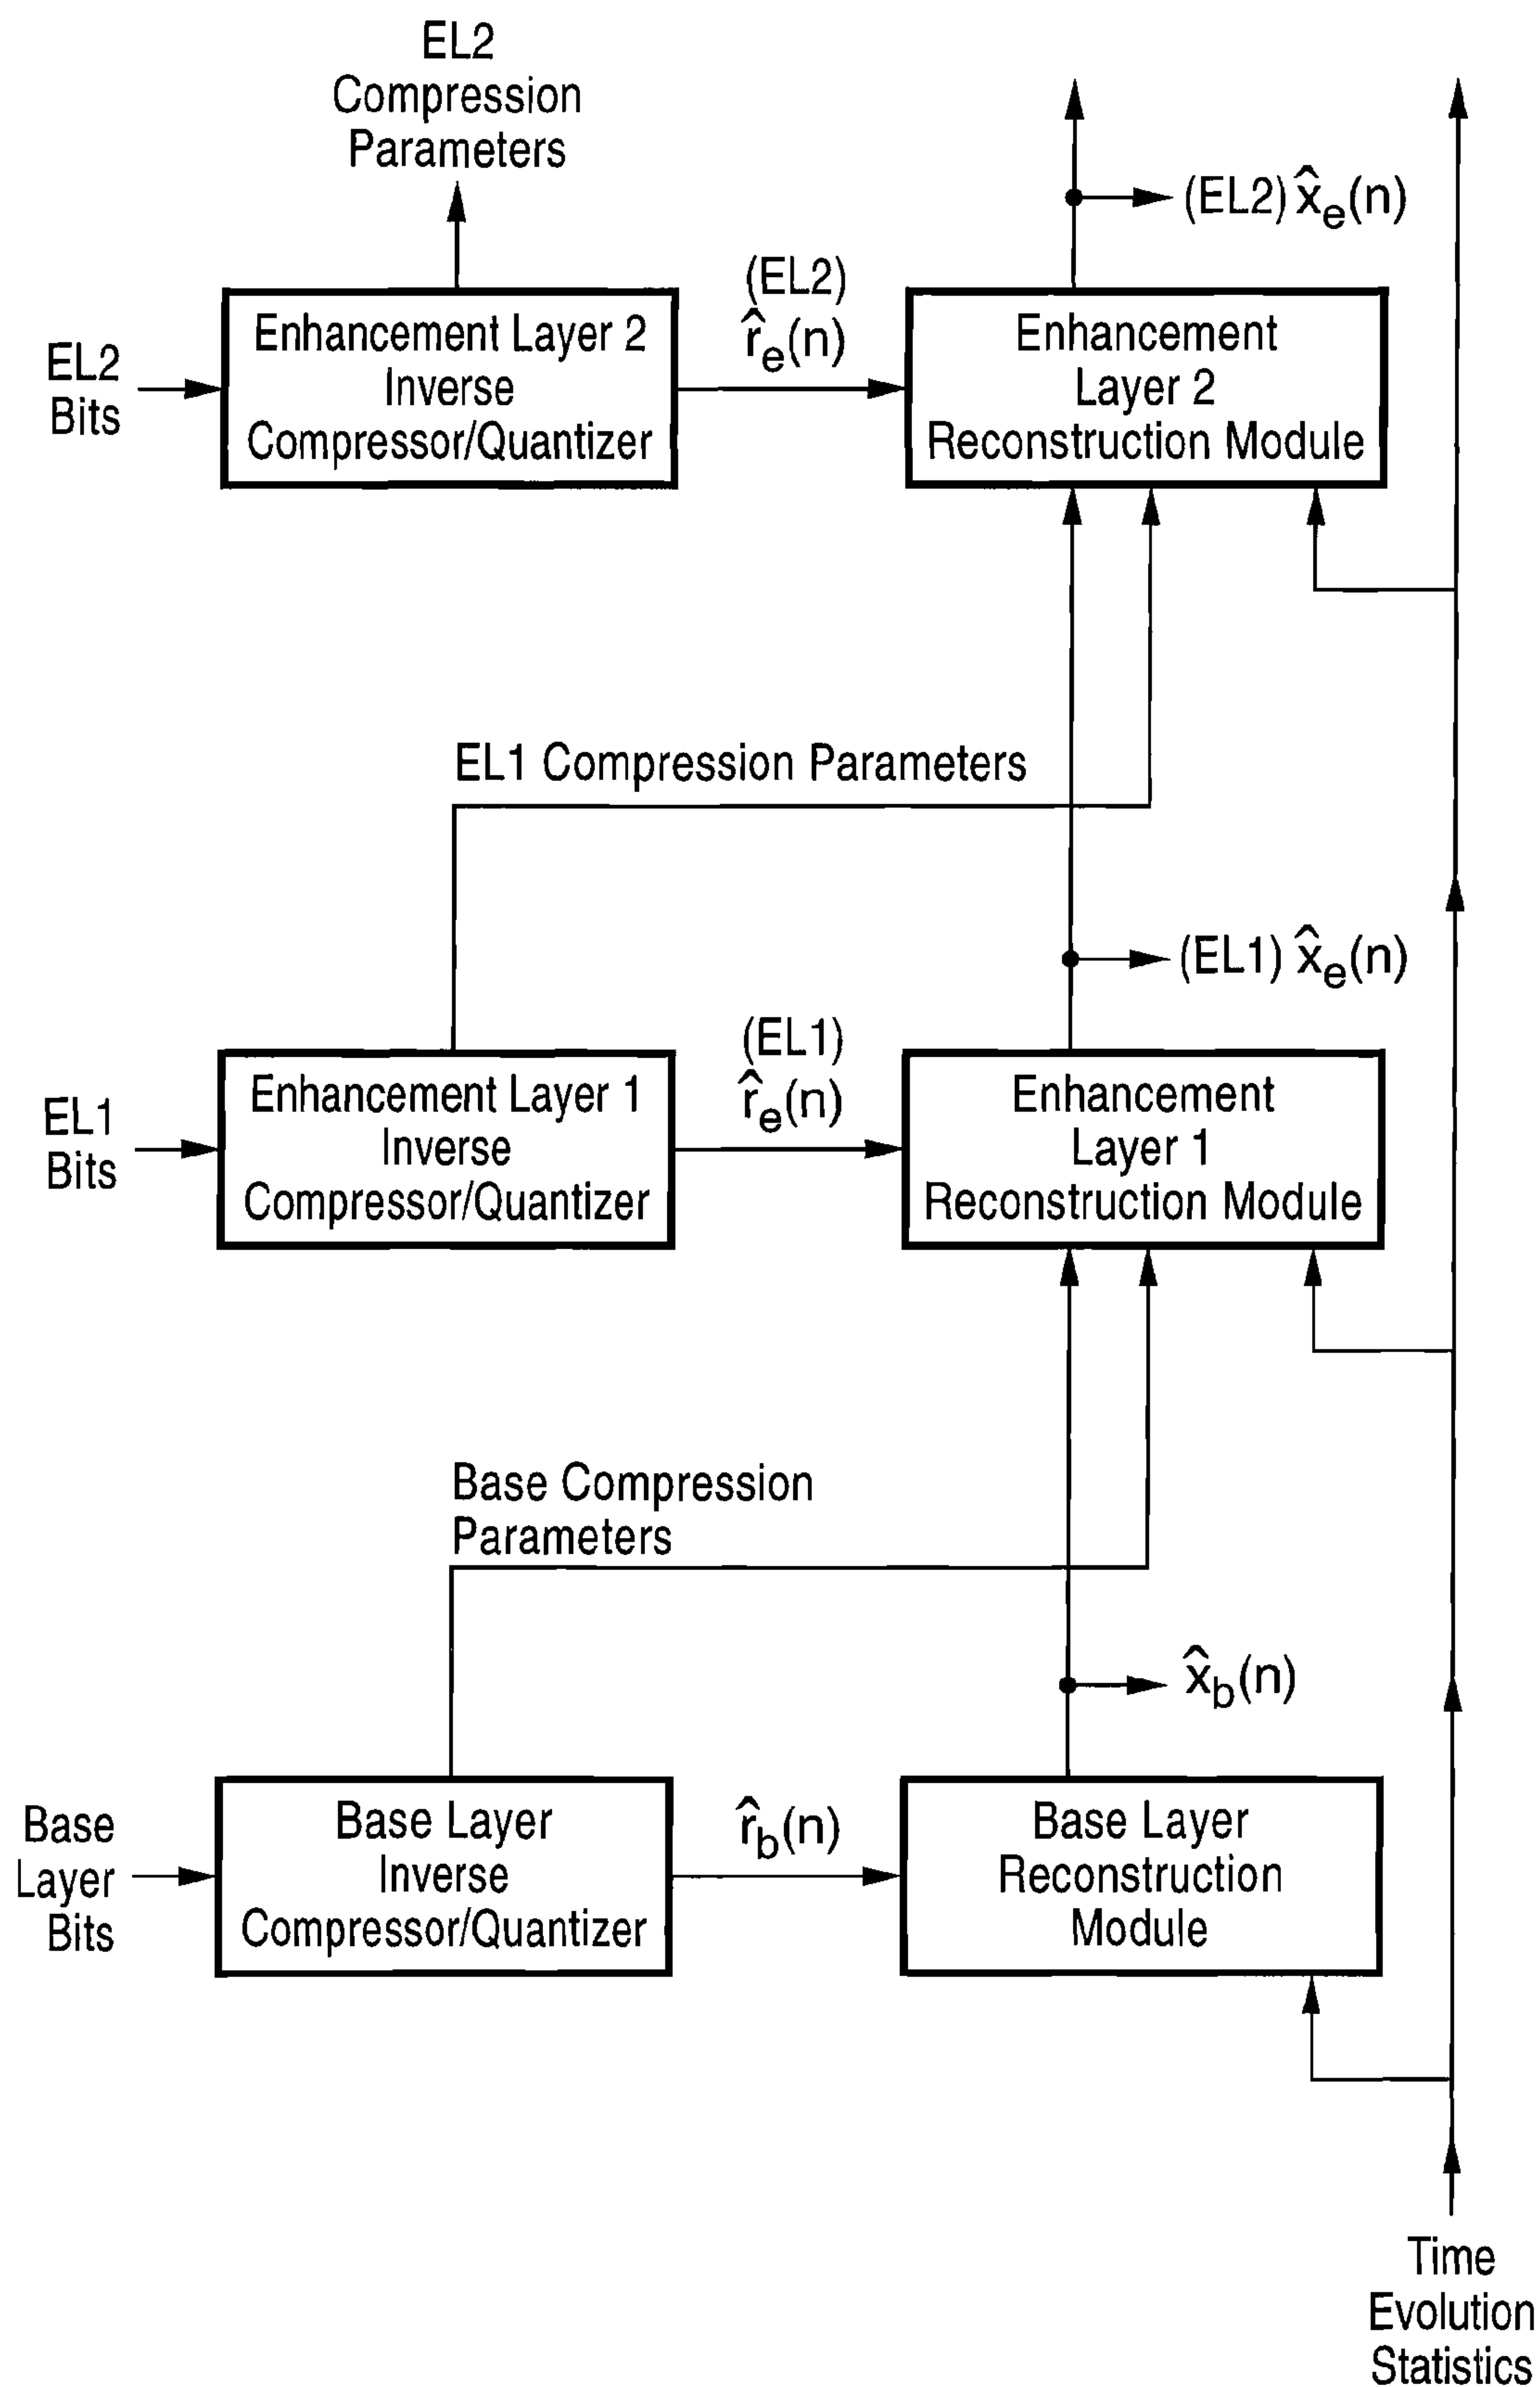 EL2
Compression
Parameters
(EL2) x̂e(n)
(EL2)
r̂e(n)
EL2
Bits
Enhancement Layer 2
Inverse
Compressor/Quantizer
Enhancement
Layer 2
Reconstruction Module
EL1 Compression Parameters
(EL1) x̂e(n)
(EL1)
r̂e(n)
EL1
Bits
Enhancement Layer 1
Inverse
Compressor/Quantizer
Enhancement
Layer 1
Reconstruction Module
Base Compression
Parameters
x̂b(n)
Base
Layer
Bits
Base Layer
Inverse
Compressor/Quantizer
r̂b(n)
Base Layer
Reconstruction
Module
Time
Evolution
Statistics